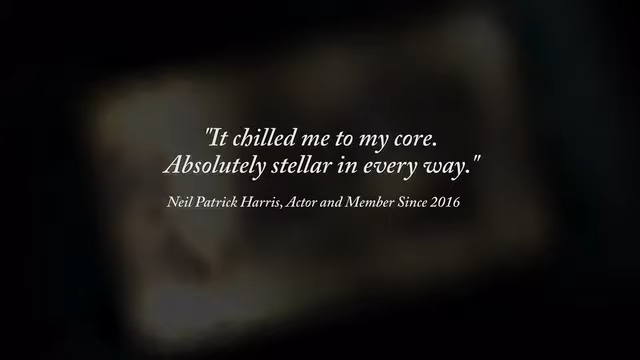 "It chilled me to my core.
Absolutely stellar in every way."
Neil Patrick Harris, Actor and Member Since 2016